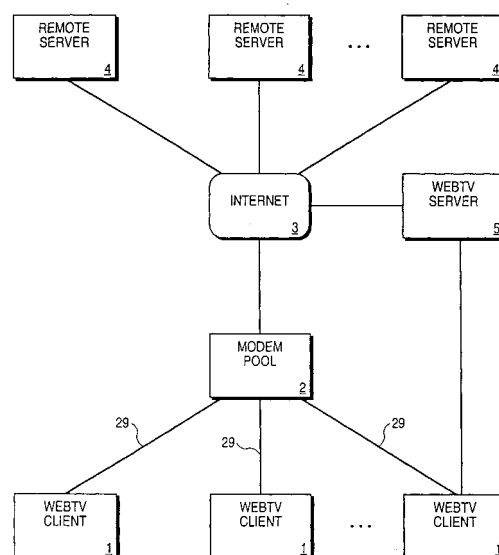 REMOTE
SERVER
4
REMOTE
SERVER
4
...
REMOTE
SERVER
4
INTERNET
3
WEBTV
SERVER
5
MODEM
POOL
2
29
29
29
WEBTV
CLIENT
1
WEBTV
CLIENT
1
...
WEBTV
CLIENT
1